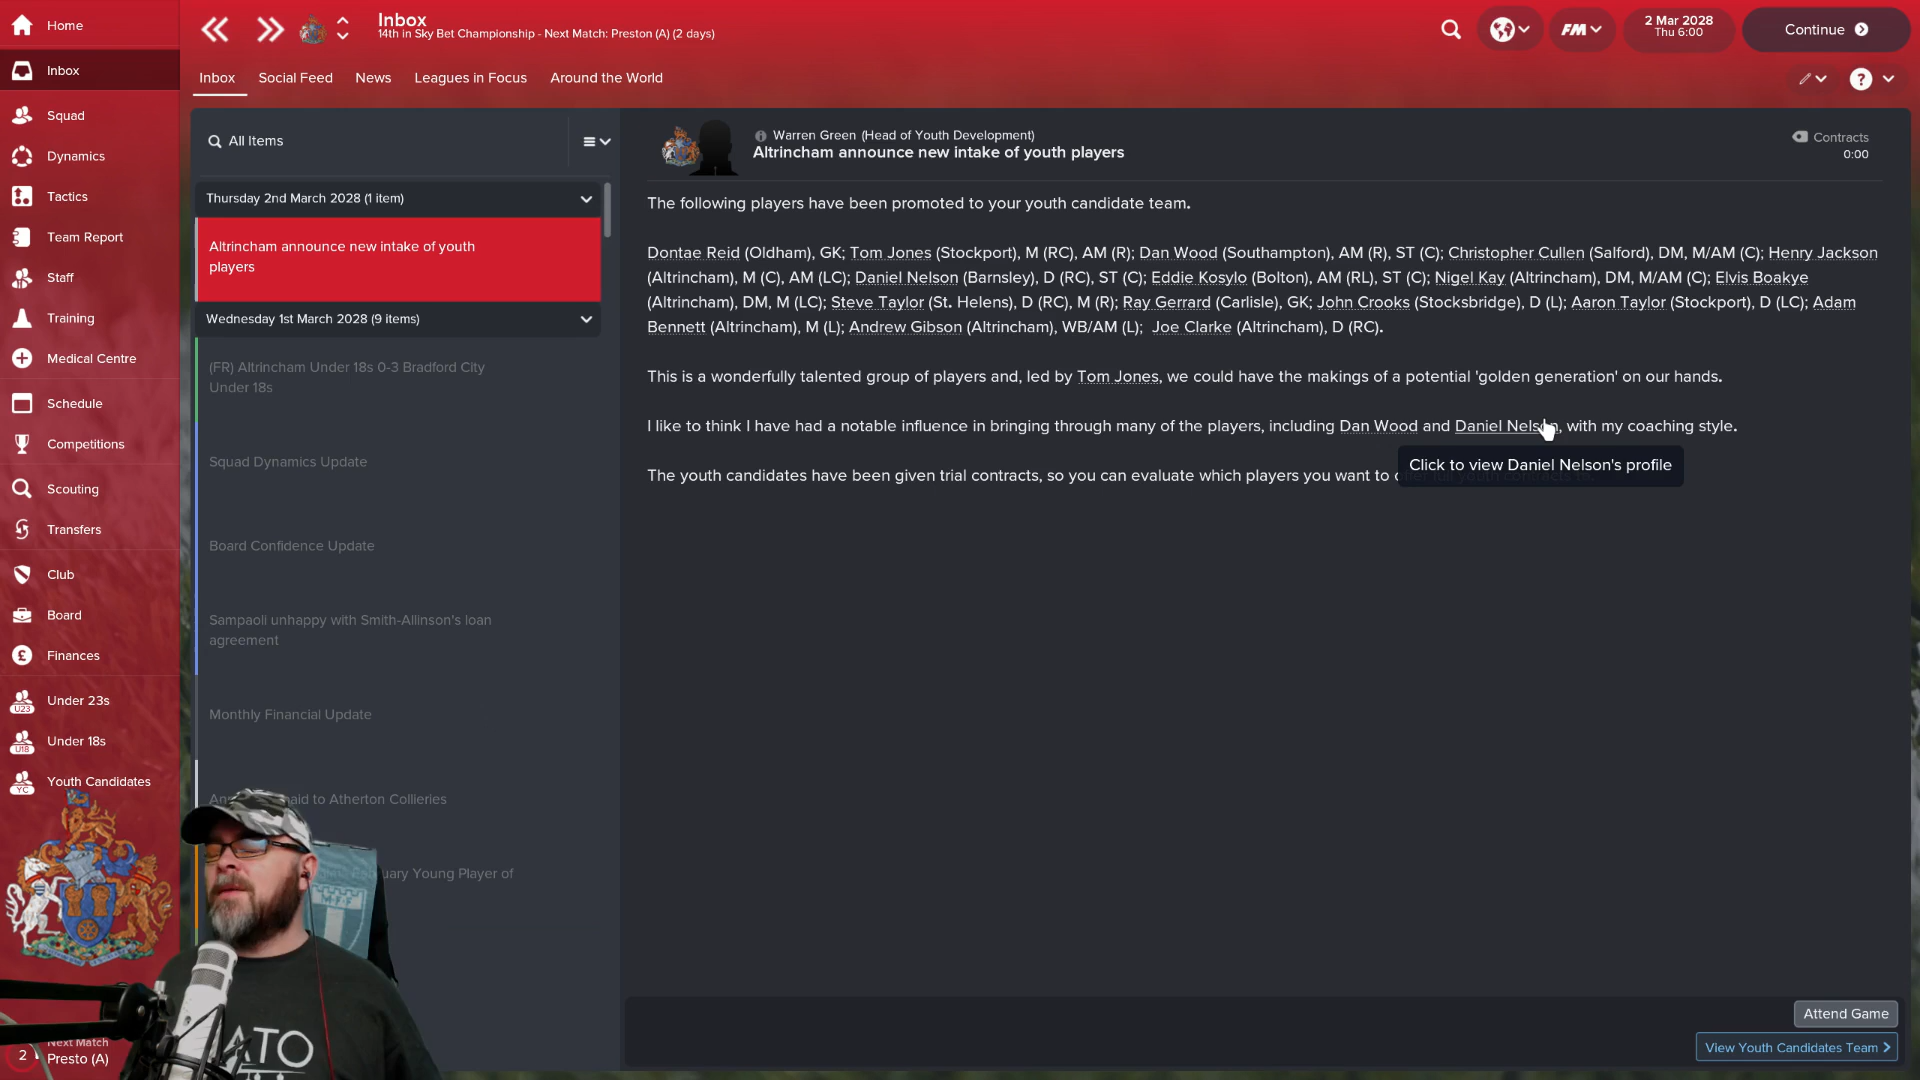 Home
Inbox
Squad
Dynamics
Tactics
Team Report
Staff
Training
Medical Centre
Schedule
Competitions
Scouting
Transfers
Club
Board
Finances
U23
Under 23s
U18
Under 18s
YC
Youth Candidates
2
Next Match
Presto (A)
Inbox
14th in Sky Bet Championship - Next Match: Preston (A) (2 days)
FM
2 Mar 2028
Thu 6:00
Continue
Inbox Social Feed News Leagues in Focus Around the World
?
All Items
Thursday 2nd March 2028 (1 item)
Altrincham announce new intake of youth
players
Wednesday 1st March 2028 (9 items)
(FR) Altrincham Under 18s 0-3 Bradford City
Under 18s
Squad Dynamics Update
Board Confidence Update
Sampaoli unhappy with Smith-Allinson's loan
agreement
Monthly Financial Update
to Atherton Collieries
Young Player of
Warren Green (Head of Youth Development)
Altrincham announce new intake of youth players
Contracts
0:00
The following players have been promoted to your youth candidate team.
Dontae Reid (Oldham), GK; Tom Jones (Stockport), M (RC), AM (R); Dan Wood (Southampton), AM (R), ST (C); Christopher Cullen (Salford), DM, M/AM (C); Henry Jackson
(Altrincham), M (C), AM (LC); Daniel Nelson (Barnsley), D (RC), ST (C); Eddie Kosylo (Bolton), AM (RL), ST (C); Nigel Kay (Altrincham), DM, M/AM (C); Elvis Boakye
(Altrincham), DM, M (LC); Steve Taylor (St. Helens), D (RC), M (R); Ray Gerrard (Carlisle), GK; John Crooks (Stocksbridge), D (L); Aaron Taylor (Stockport), D (LC); Adam
Bennett (Altrincham), M (L); Andrew Gibson (Altrincham), WB/AM (L); Joe Clarke (Altrincham), D (RC).
This is a wonderfully talented group of players and, led by Tom Jones, we could have the makings of a potential 'golden generation' on our hands.
I like to think I have had a notable influence in bringing through many of the players, including Dan Wood and Daniel Nelson, with my coaching style.
Click to view Daniel Nelson's profile
The youth candidates have been given trial contracts, so you can evaluate which players you want to
Attend Game
View Youth Candidates Team
MFF
ATO